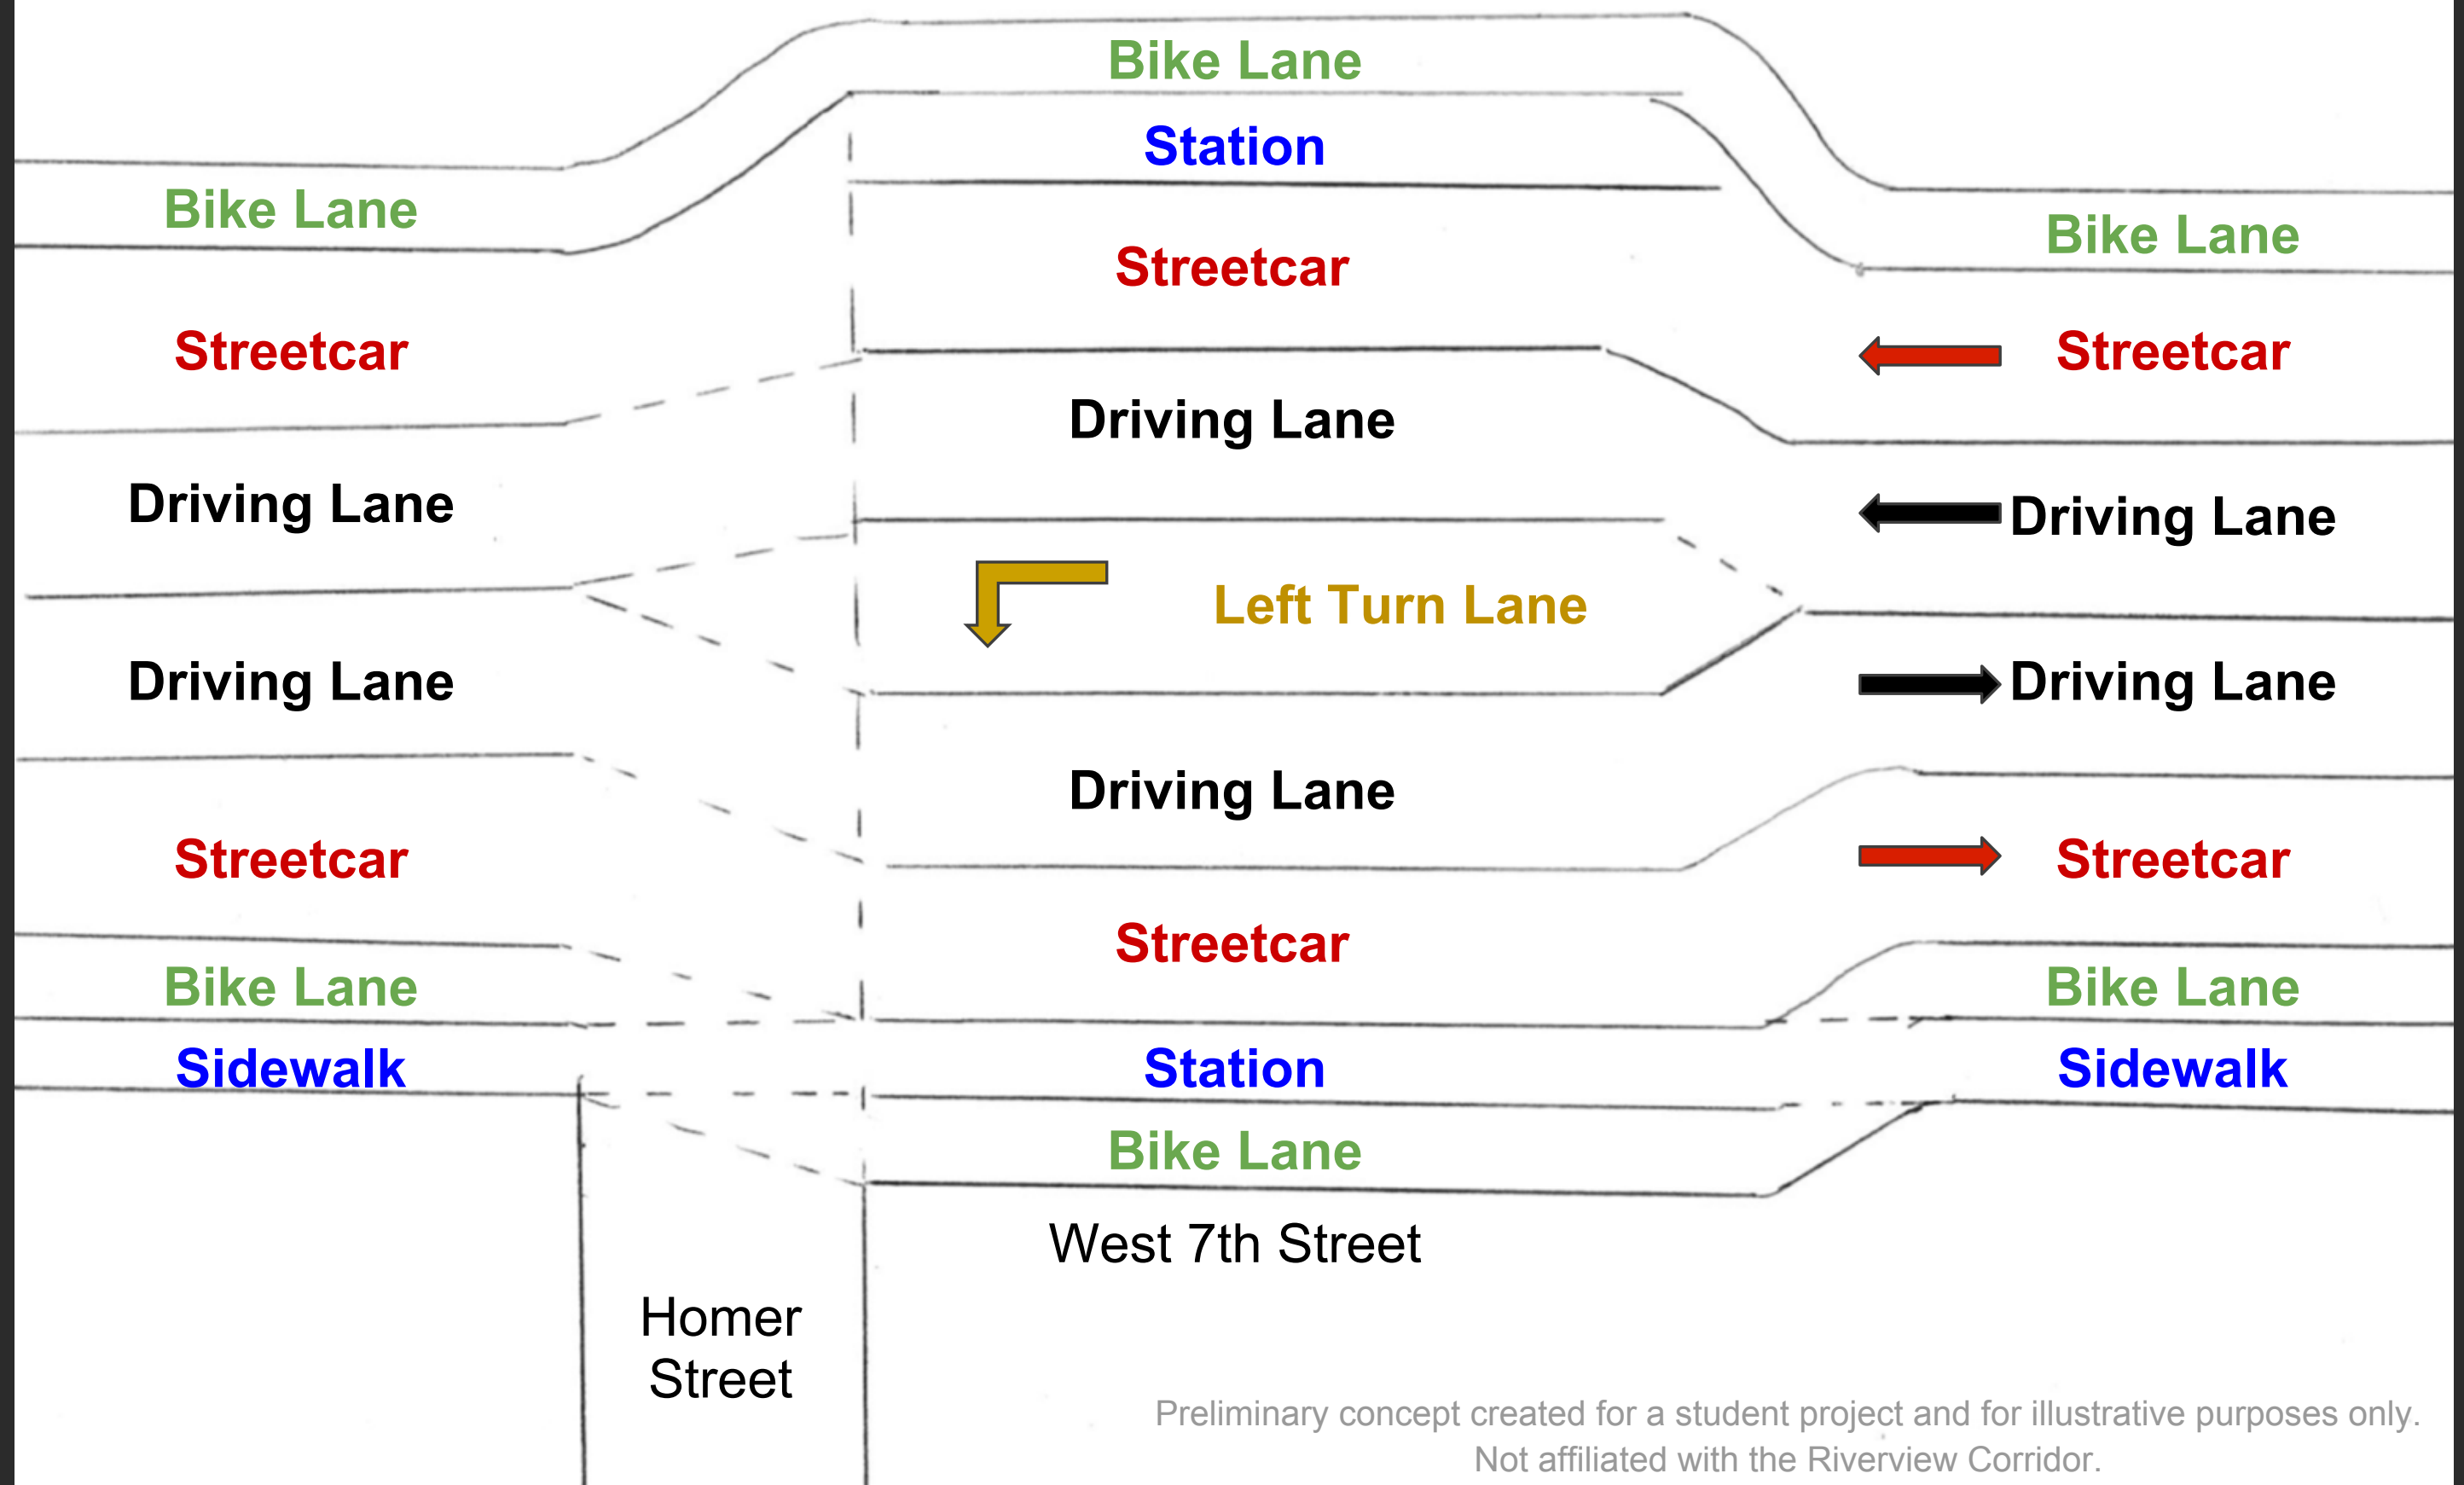 Bike Lane
Station
Bike Lane
Streetcar
Bike Lane
Streetcar
Streetcar
Driving Lane
Driving Lane
Driving Lane
Left Turn Lane
Driving Lane
Driving Lane
Driving Lane
Streetcar
Streetcar
Streetcar
Bike Lane
Bike Lane
Sidewalk
Station
Sidewalk
Bike Lane
West 7th Street
Homer
Street
Preliminary concept created for a student project and for illustrative purposes only.
Not affiliated with the Riverview Corridor.